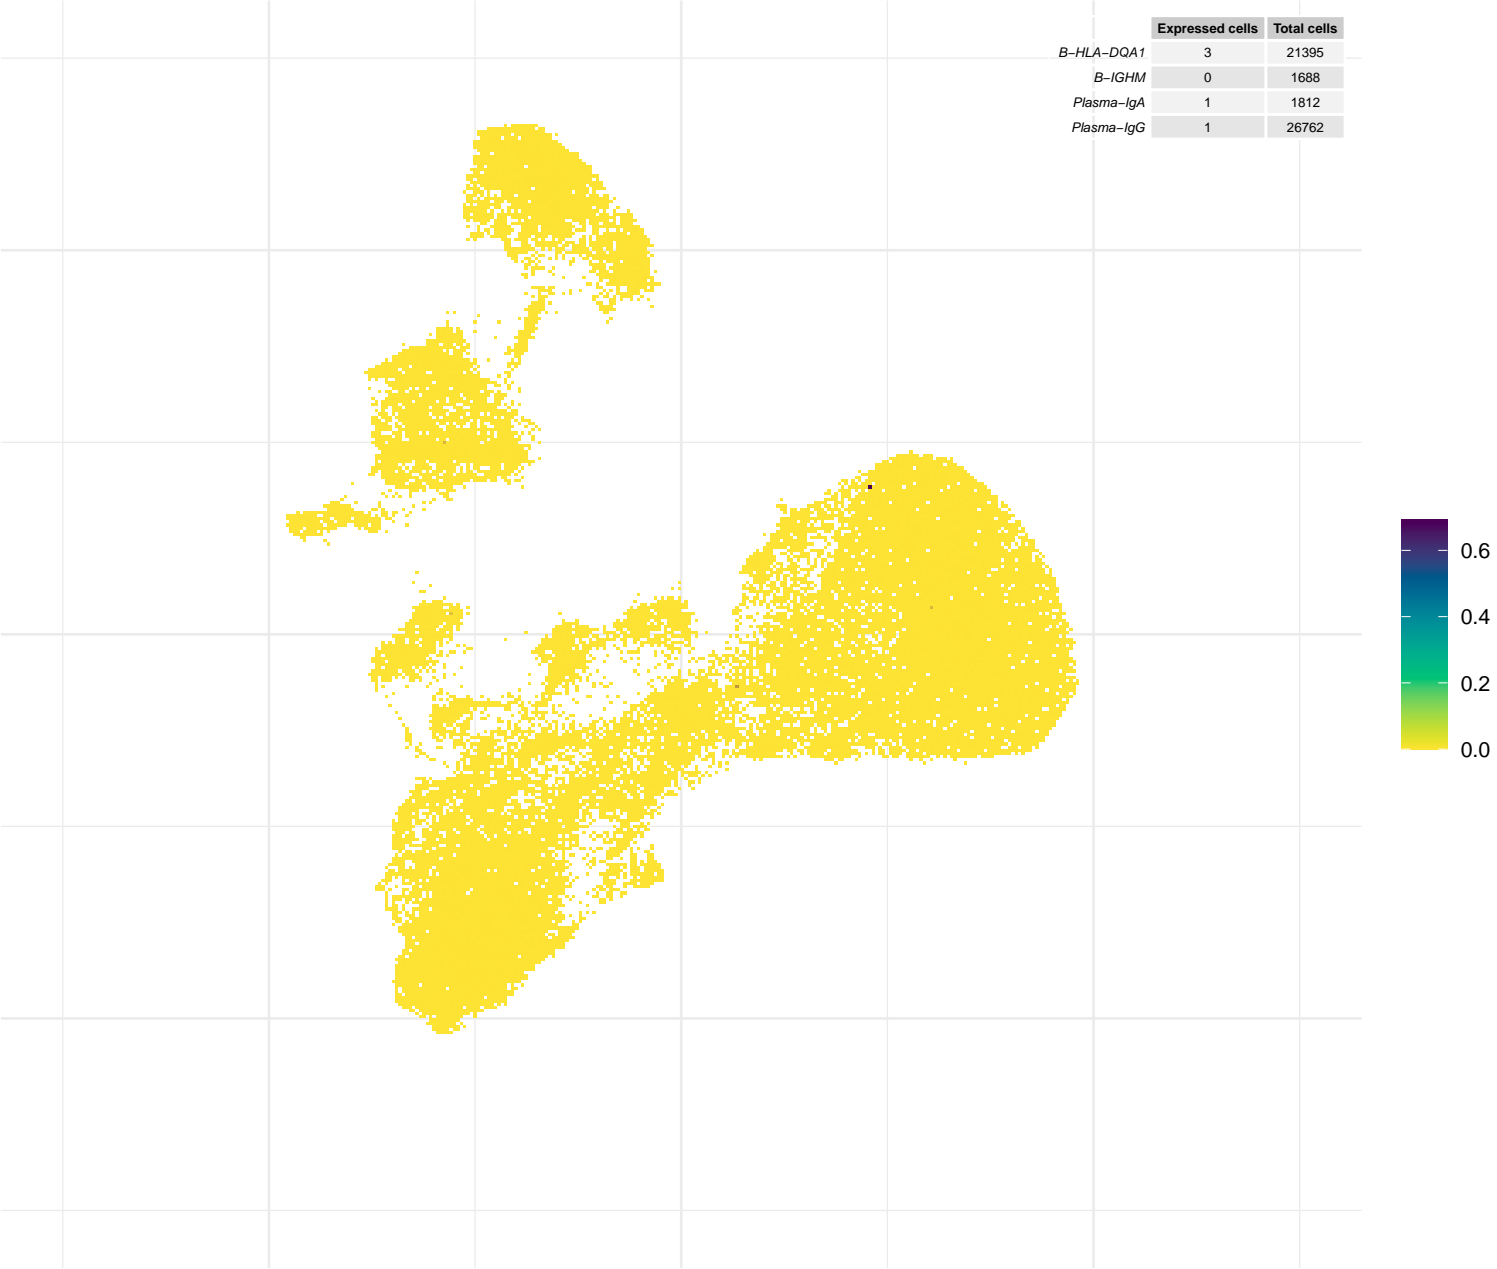 Expressed cells Total cells
B−HLA−DQA1 3 21395
B−IGHM 0 1688
Plasma−IgA 1 1812
Plasma−IgG 1 26762
0.6
0.4
0.2
0.0